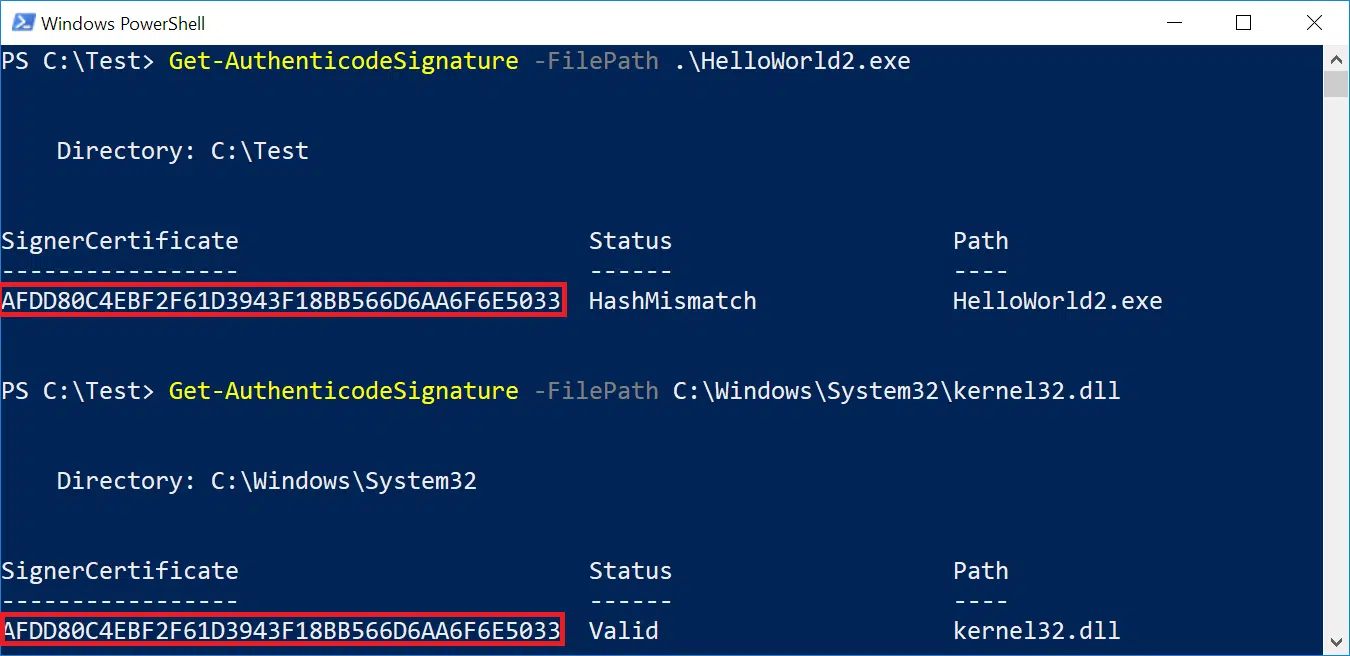 Windows PowerShell
PS C:\Test> Get-AuthenticodeSignature -FilePath .\HelloWorld2.exe
Directory: C:\Test
SignerCertificate Status Path
----------------- ------ ----
AFDD80C4EBF2F61D3943F18BB566D6AA6F6E5033 HashMismatch HelloWorld2.exe
PS C:\Test> Get-AuthenticodeSignature -FilePath C:\Windows\System32\kernel32.dll
Directory: C:\Windows\System32
SignerCertificate Status Path
----------------- ------ ----
AFDD80C4EBF2F61D3943F18BB566D6AA6F6E5033 Valid kernel32.dll